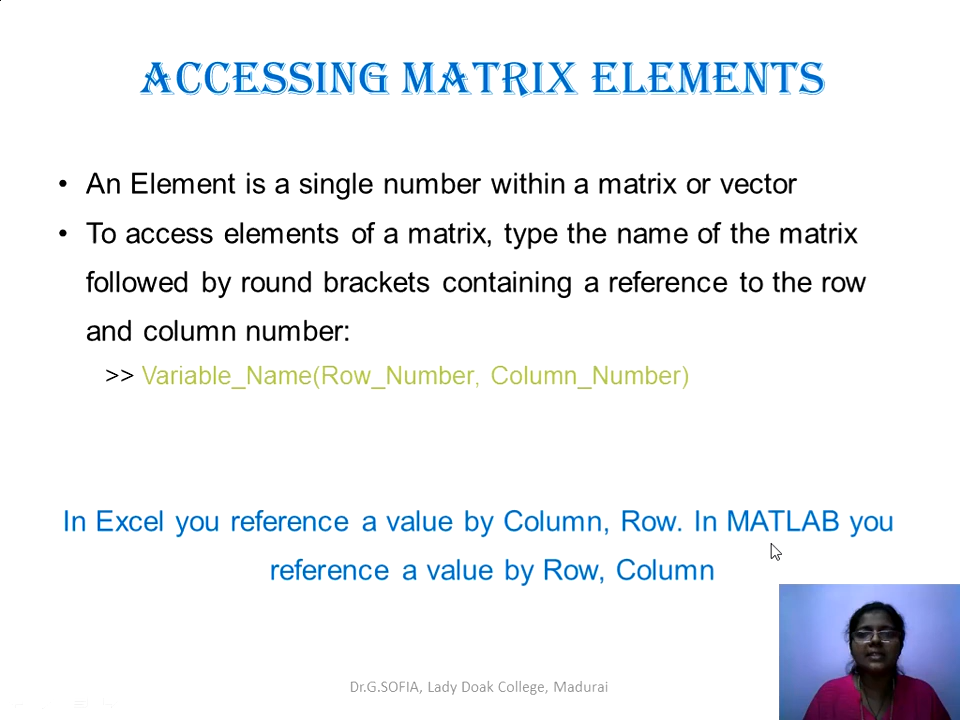 ACCESSING MATRIX ELEMENTS
• An Element is a single number within a matrix or vector
• To access elements of a matrix, type the name of the matrix
followed by round brackets containing a reference to the row
and column number:
>> Variable_Name(Row_Number, Column_Number)
In Excel you reference a value by Column, Row. In MATLAB you
reference a value by Row, Column
Dr.G.SOFIA, Lady Doak College, Madurai